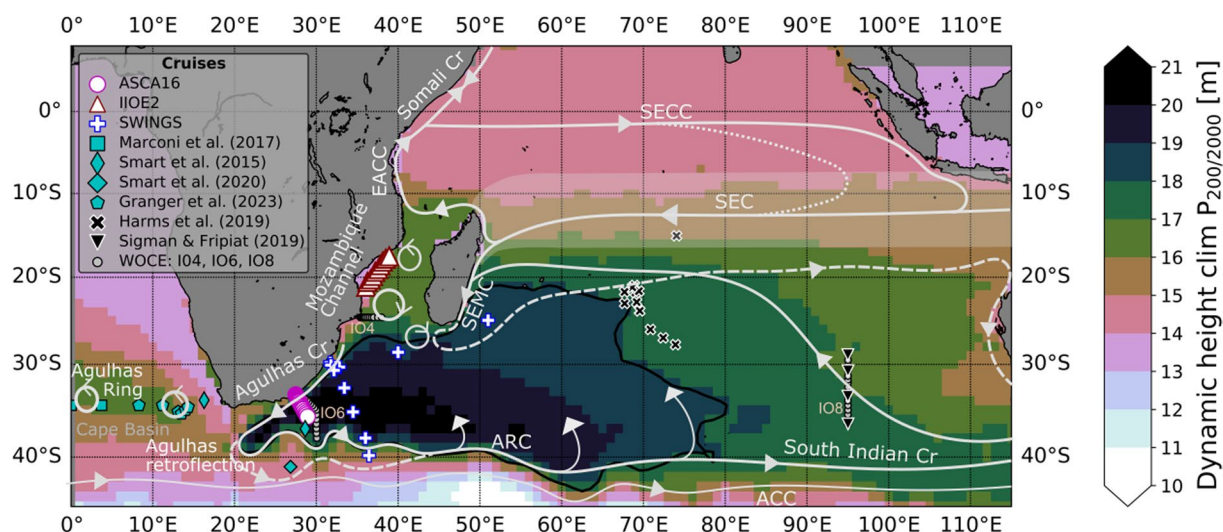 0° 10° 20° 30° 40° 50° 60° 70° 80° 90° 100° 110°
Cruises
ASCA16
IIOE2
SWINGS
Marconi et al. (2017)
Smart et al. (2015)
Smart et al. (2020)
Granger et al. (2023)
Harms et al. (2019)
Sigman & Fripiat (2019)
WOCE: I04, IO6, IO8
Somali Cr
SECC
EACC
SEC
Mozambique
Channel
SEMC
IO4
Agulhas Cr
Agulhas
Ring
IO6
IO8
Cape Basin
Agulhas
retroflection
ARC
South Indian Cr
ACC
0°
10°S
20°S
30°S
40°S
0°
10°S
20°S
30°S
40°S
0° 10° 20° 30° 40° 50° 60° 70° 80° 90° 100° 110°
21
20
19
18
17
16
15
14
13
12
11
10
Dynamic height clim P200/2000 [m]